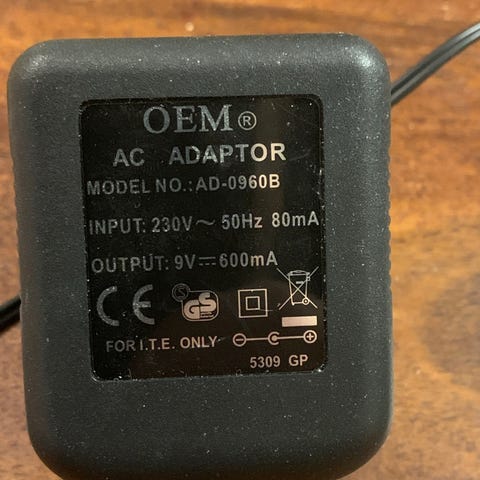 OEM®
AC ADAPTOR
MODEL NO.:AD-0960B
INPUT: 230V ~ 50Hz 80mA
OUTPUT: 9V⎓600mA
CE GS
FOR I.T.E. ONLY
5309 GP